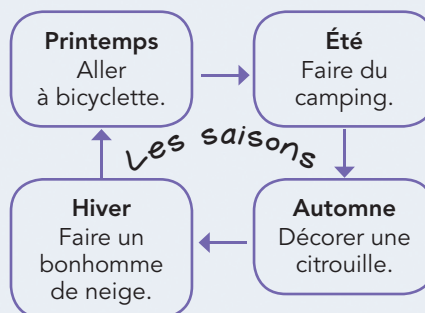 Printemps
Aller
à bicyclette.
Été
Faire du
camping.
Les saisons
Hiver
Faire un
bonhomme
de neige.
Automne
Décorer une
citrouille.